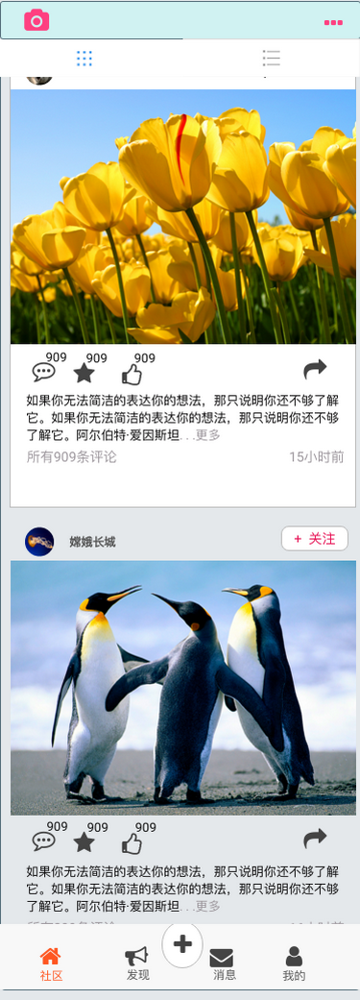 909 909 909
如果你无法简洁的表达你的想法，那只说明你还不够了解
它。如果你无法简洁的表达你的想法，那只说明你还不够
了解它。阿尔伯特·爱因斯坦...更多
所有909条评论 15小时前
嫦娥长城 + 关注
909 909 909
如果你无法简洁的表达你的想法，那只说明你还不够了解
它。如果你无法简洁的表达你的想法，那只说明你还不够
了解它。阿尔伯特·爱因斯坦...更多
社区 发现 消息 我的